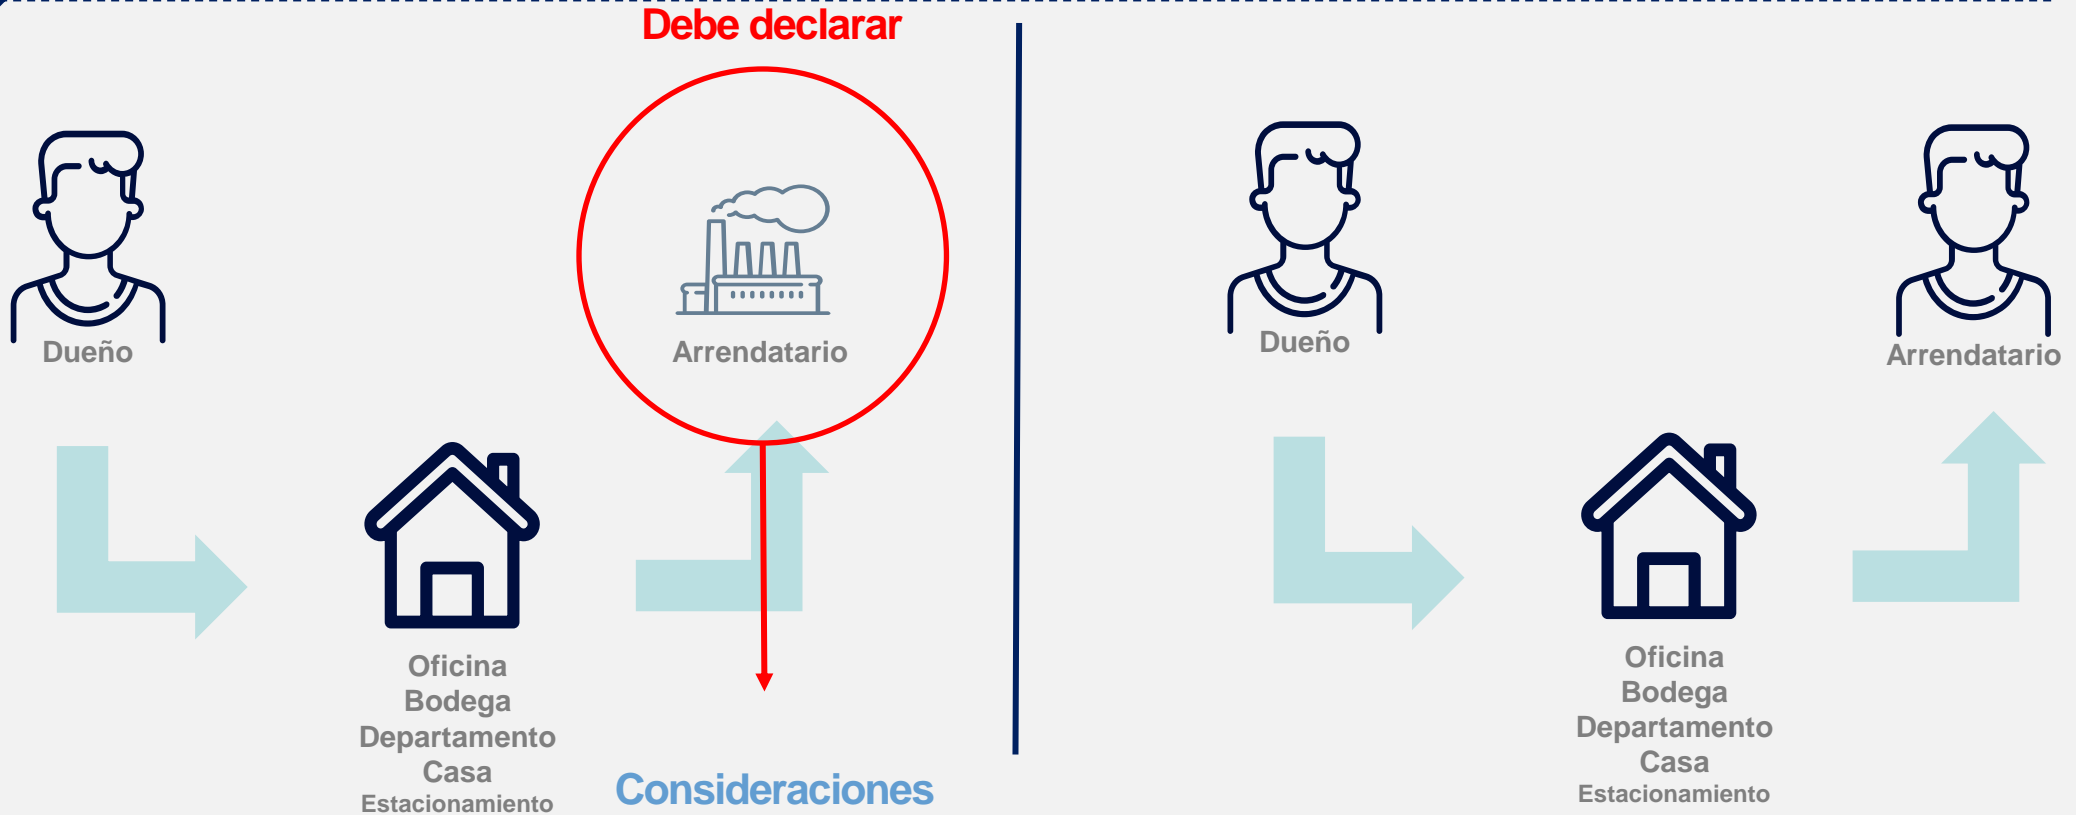 Debe declarar
Dueño
Arrendatario
Oficina
Bodega
Departamento
Casa
Estacionamiento
Consideraciones
Dueño
Arrendatario
Oficina
Bodega
Departamento
Casa
Estacionamiento